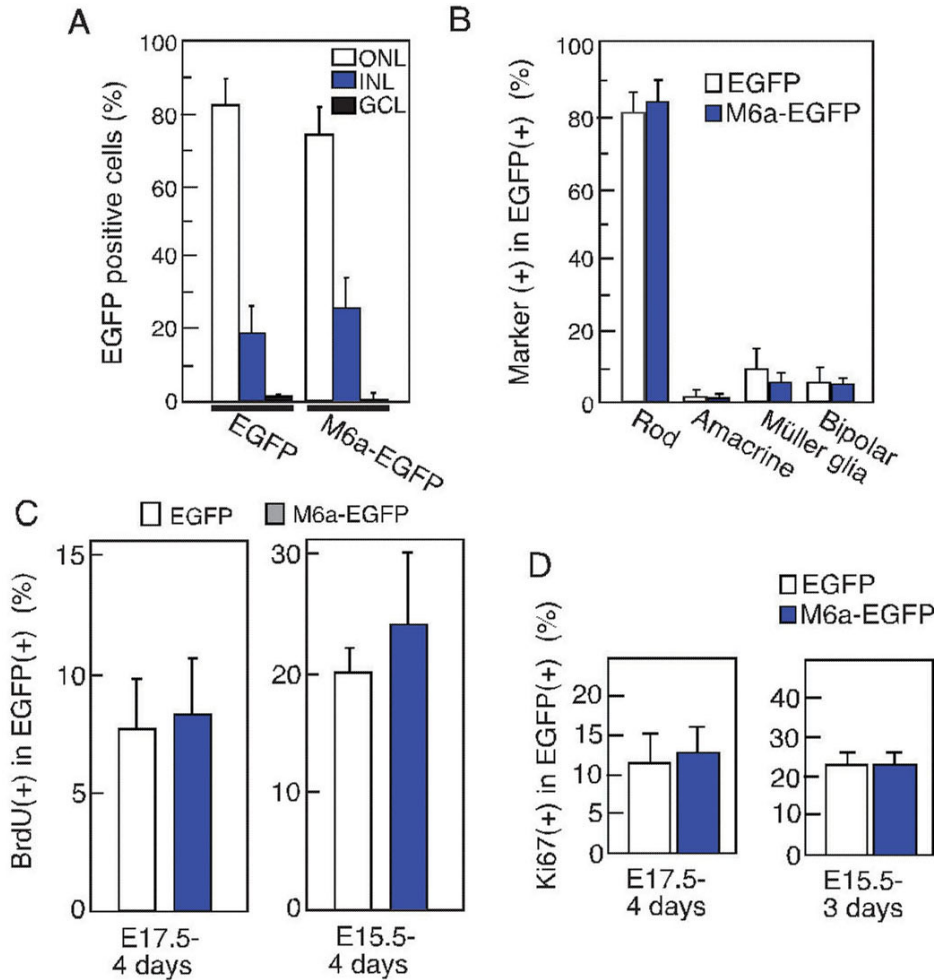 A
EGFP positive cells (%)
100
80
60
40
20
0
ONL
INL
GCL
EGFP
M6a-EGFP
B
Marker (+) in EGFP(+) (%)
100
80
60
40
20
0
EGFP
M6a-EGFP
Rod
Amacrine
Müller glia
Bipolar
C
EGFP
M6a-EGFP
BrdU(+) in EGFP(+) (%)
15
10
5
0
E17.5-
4 days
30
20
10
0
E15.5-
4 days
D
EGFP
M6a-EGFP
Ki67(+) in EGFP(+) (%)
20
15
10
5
0
E17.5-
4 days
40
30
20
10
0
E15.5-
3 days